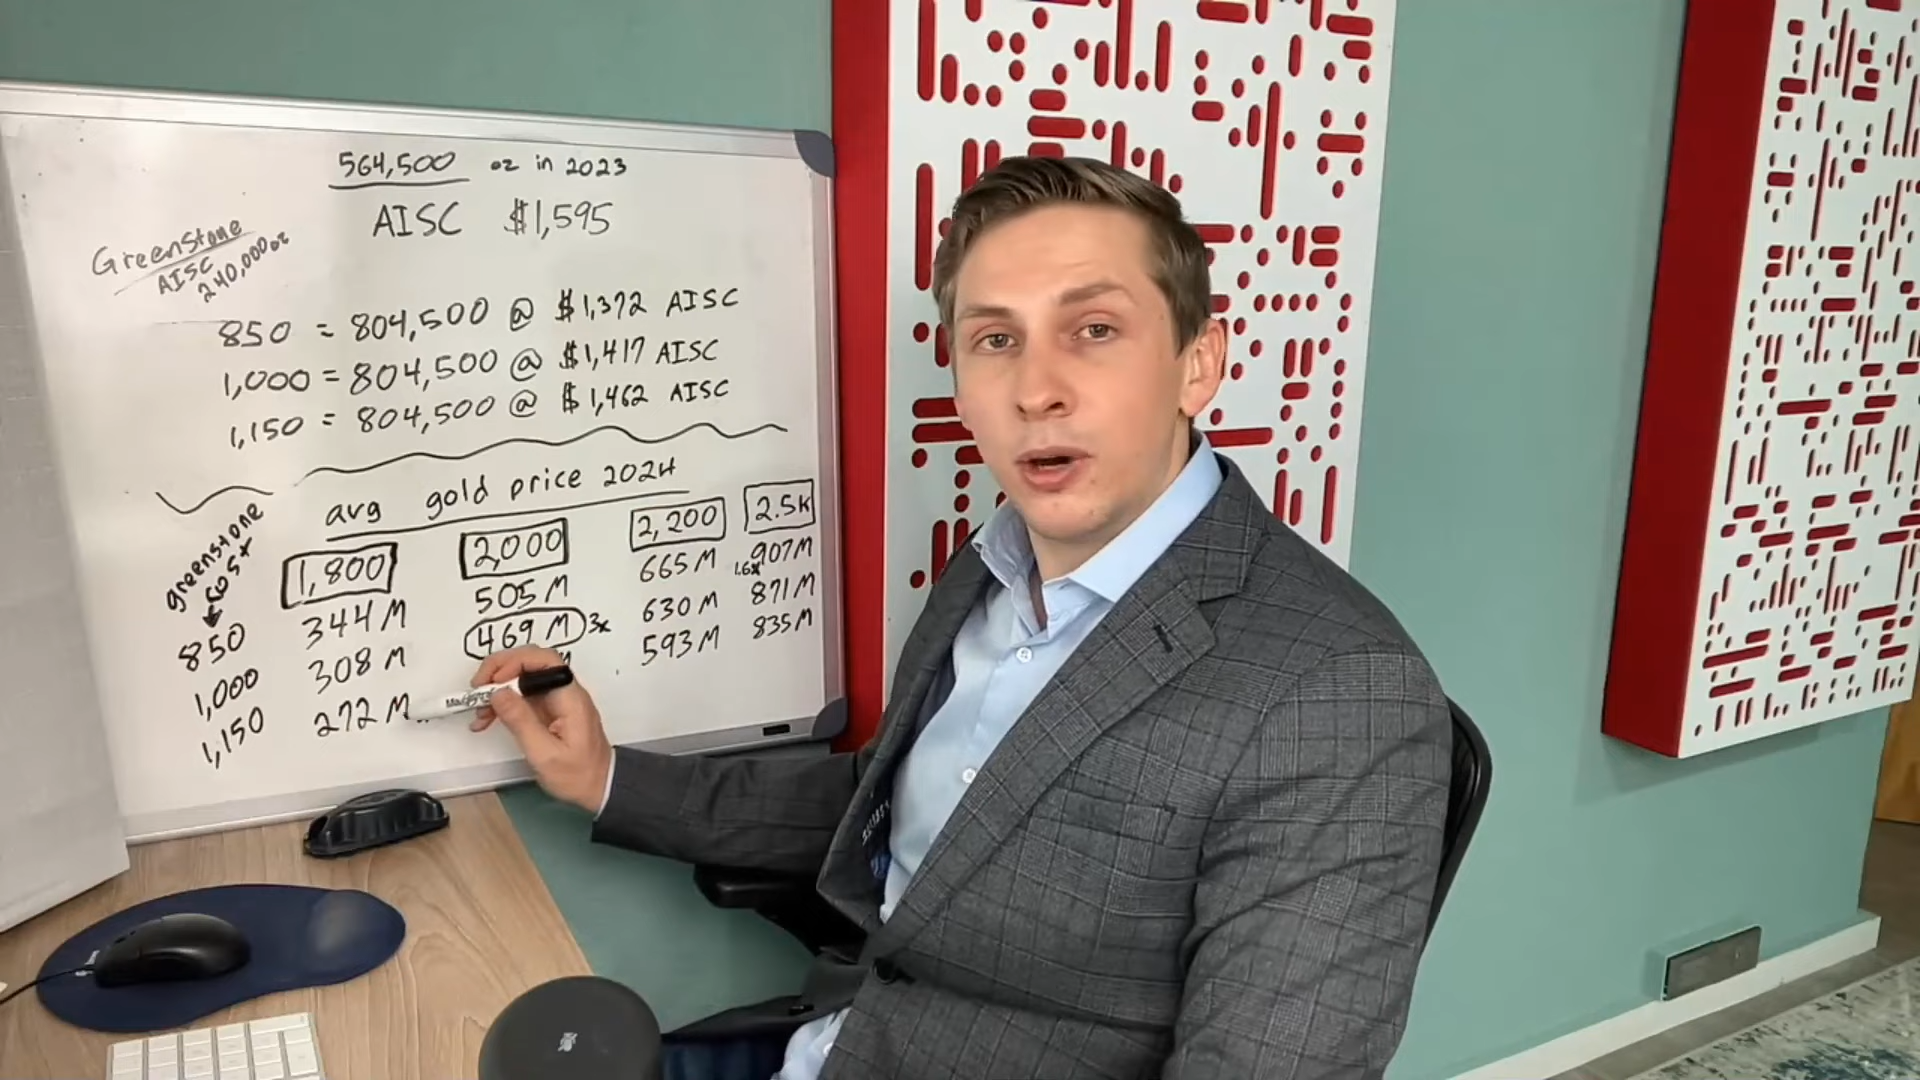 564,500 oz in 2023
AISC $1,595
GreenStone
AISC
240,000oz
850 = 804,500 @ $1,372 AISC
1,000 = 804,500 @ $1,417 AISC
1,150 = 804,500 @ $1,462 AISC
avg gold price 2024
greenstone
cost
1,800 2,000 2,200 2.5K
850 344M 505M 665M 1.6x 907M
1,000 308M 469M 3x 630M 871M
1,150 272M M 593M 835M